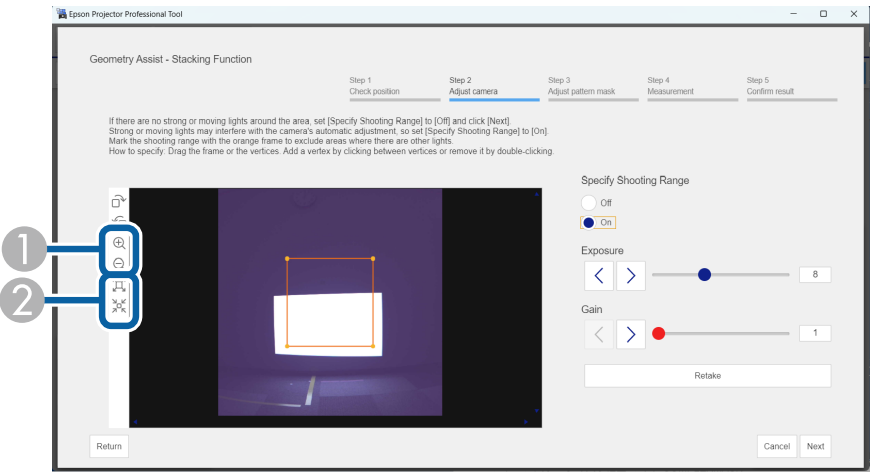 Epson Projector Professional Tool
Geometry Assist - Stacking Function
Step 1
Check position
Step 2
Adjust camera
Step 3
Adjust pattern mask
Step 4
Measurement
Step 5
Confirm result
If there are no strong or moving lights around the area, set [Specify Shooting Range] to [Off] and click [Next].
Strong or moving lights may interfere with the camera's automatic adjustment, so set [Specify Shooting Range] to [On].
Mark the shooting range with the orange frame to exclude areas where there are other lights.
How to specify: Drag the frame or the vertices. Add a vertex by clicking between vertices or remove it by double-clicking.
Specify Shooting Range
Off
On
Exposure
8
Gain
1
Retake
1
2
Return
Cancel
Next